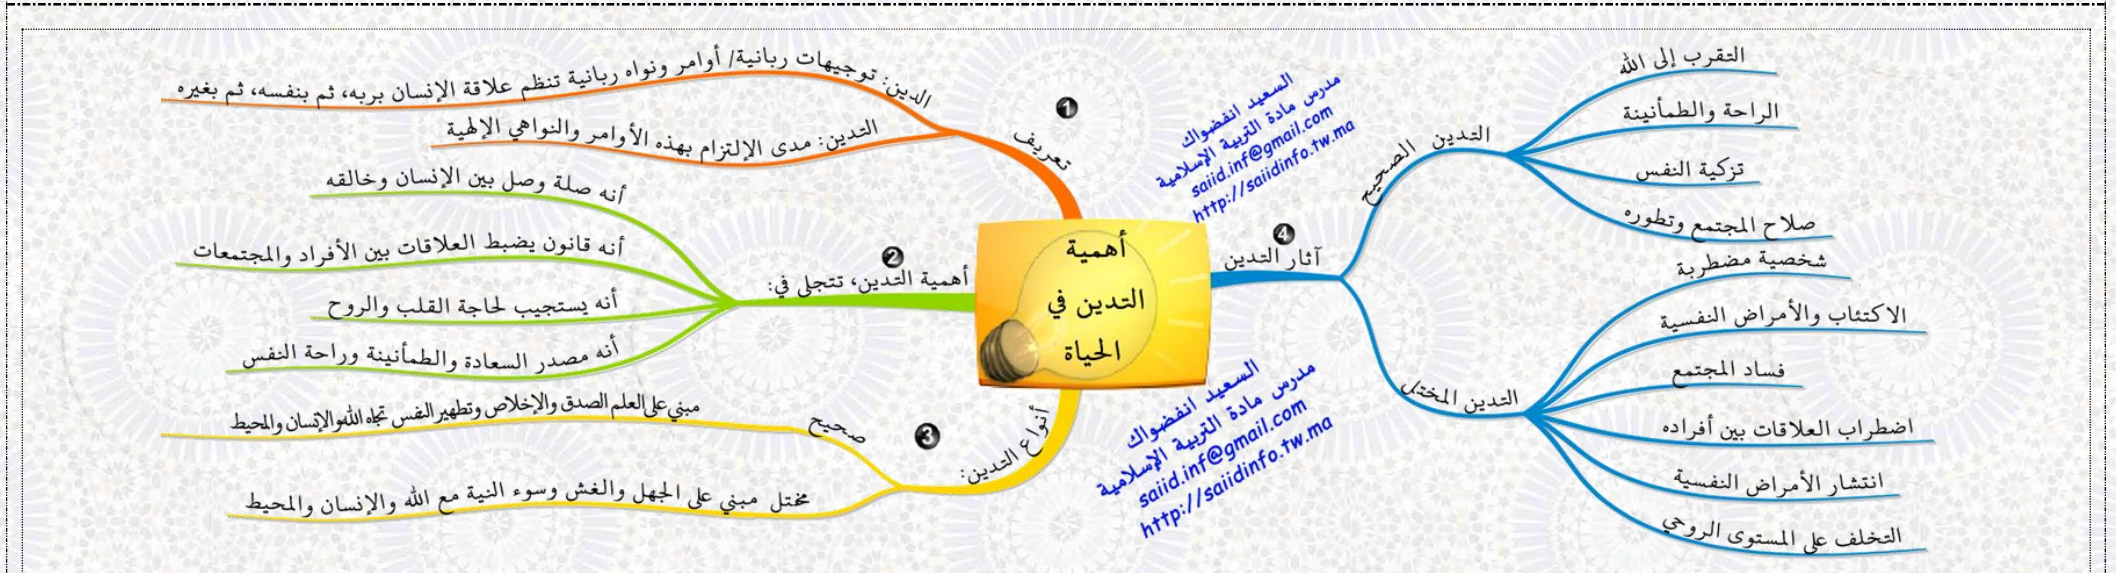 أهمية
التدين في
الحياة
❶
تعريف
الدين: توجيهات ربانية/ أوامر ونواه ربانية تنظم علاقة الإنسان بربه، ثم بنفسه، ثم بغيره
التدين: مدى الإلتزام بهذه الأوامر والنواهي الإلهية
❷
أهمية التدين، تتجلى في:
أنه صلة وصل بين الإنسان وخالقه
أنه قانون يضبط العلاقات بين الأفراد والمجتمعات
أنه يستجيب لحاجة القلب والروح
أنه مصدر السعادة والطمأنينة وراحة النفس
❸
أنواع التدين:
صحيح
مبني على العلم الصدق والإخلاص وتطهير النفس تجاه الله والإنسان والمحيط
مختل مبني على الجهل والغش وسوء النية مع الله والإنسان والمحيط
❹
آثار التدين
التدين الصحيح
التقرب إلى الله
الراحة والطمأنينة
تزكية النفس
صلاح المجتمع وتطوره
التدين المختل
شخصية مضطربة
الاكتئاب والأمراض النفسية
فساد المجتمع
اضطراب العلاقات بين أفراده
انتشار الأمراض النفسية
التخلف على المستوى الروحي
السعيد انفضواك
مدرس مادة التربية الإسلامية
saiid.inf@gmail.com
http://saiidinfo.tw.ma
السعيد انفضواك
مدرس مادة التربية الإسلامية
saiid.inf@gmail.com
http://saiidinfo.tw.ma